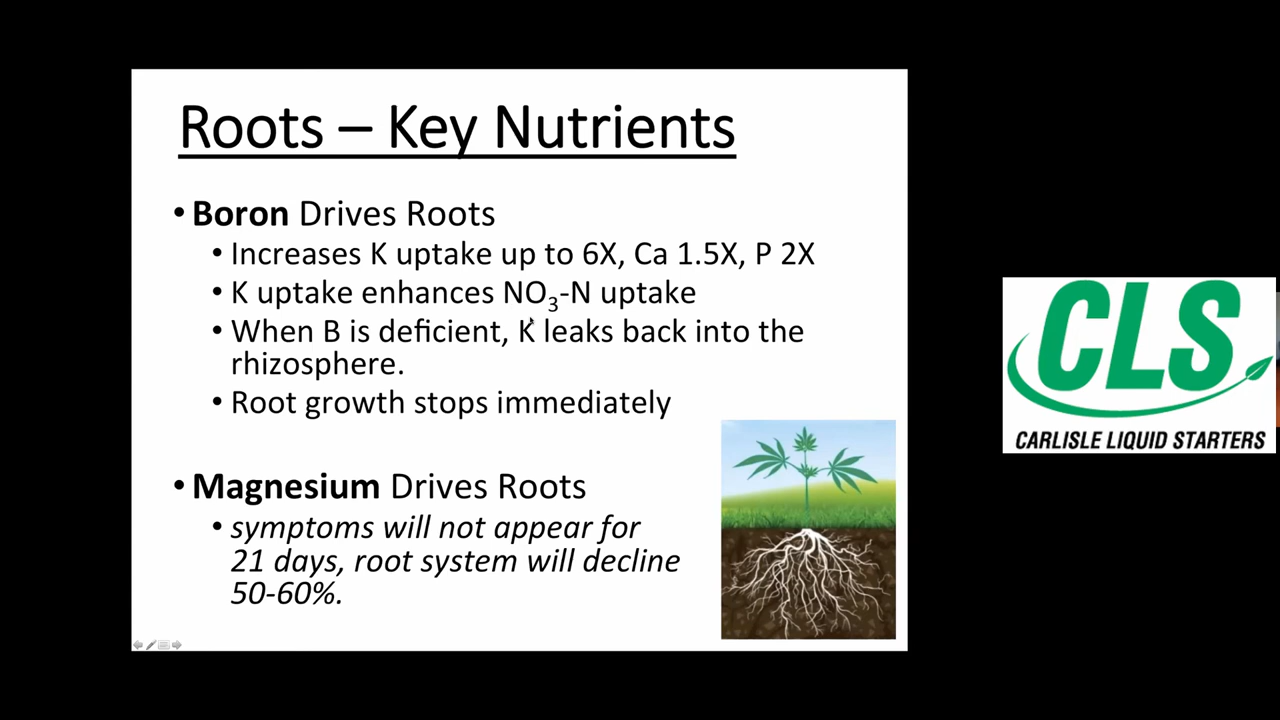 Roots – Key Nutrients
• Boron Drives Roots
• Increases K uptake up to 6X, Ca 1.5X, P 2X
• K uptake enhances NO₃-N uptake
• When B is deficient, K leaks back into the
rhizosphere.
• Root growth stops immediately
• Magnesium Drives Roots
• symptoms will not appear for
21 days, root system will decline
50-60%.
CLS
CARLISLE LIQUID STARTERS